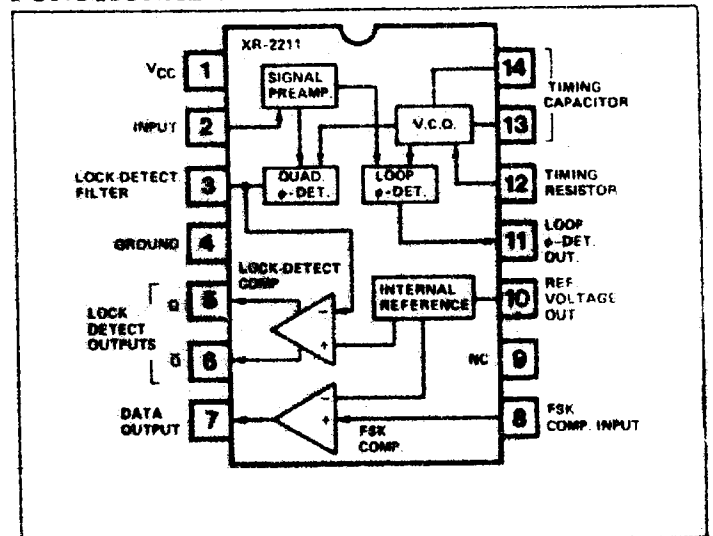 XR-2211
VCC 1
INPUT 2
LOCK-DETECT
FILTER 3
GROUND 4
LOCK
DETECT
OUTPUTS
Q 5
Q̅ 6
DATA
OUTPUT 7
SIGNAL
PREAMP.
V.C.O.
QUAD.
φ-DET.
LOOP
φ-DET.
LOCK-DETECT
COMP
INTERNAL
REFERENCE
−
+
−
+
FSK
COMP.
14
13
TIMING
CAPACITOR
12 TIMING
RESISTOR
11 LOOP
φ-DET.
OUT.
10 REF
VOLTAGE
OUT
NC 9
8 FSK
COMP. INPUT